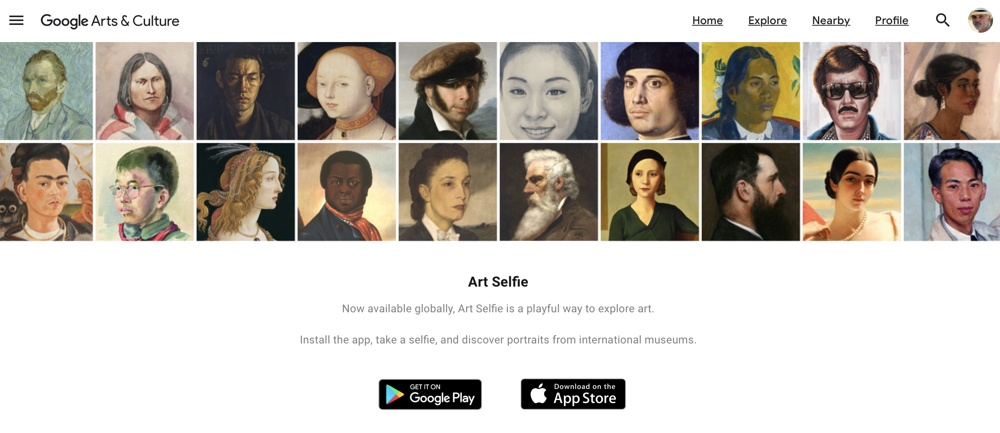 Google Arts & Culture
Home Explore Nearby Profile
Art Selfie
Now available globally, Art Selfie is a playful way to explore art.
Install the app, take a selfie, and discover portraits from international museums.
GET IT ON
Google Play
Download on the
App Store